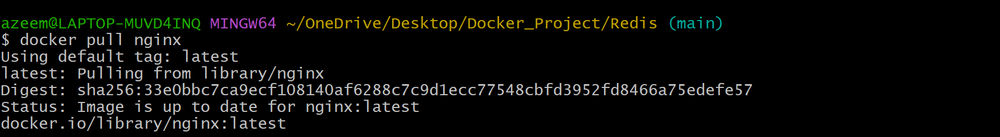 azeem@LAPTOP-MUVD4INQ MINGW64 ~/OneDrive/Desktop/Docker_Project/Redis (main)
$ docker pull nginx
Using default tag: latest
latest: Pulling from library/nginx
Digest: sha256:33e0bbc7ca9ecf108140af6288c7c9d1ecc77548cbfd3952fd8466a75edefe57
Status: Image is up to date for nginx:latest
docker.io/library/nginx:latest